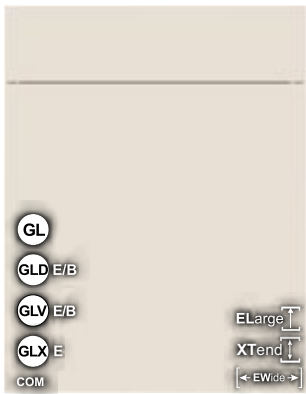 GL
GLD E/B
GLV E/B
GLX E
COM
ELarge
XTend
EWide